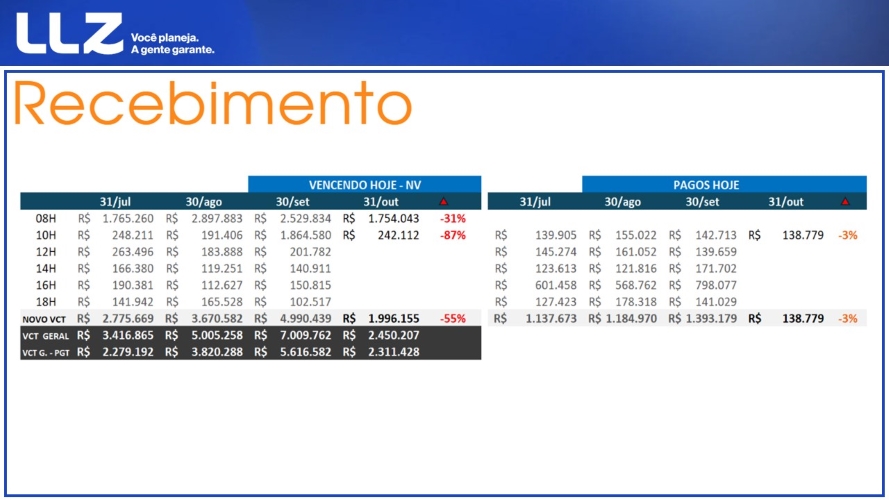 LLZ Você planeja.
A gente garante.
Recebimento
VENCENDO HOJE - NV PAGOS HOJE
31/jul 30/ago 30/set 31/out 31/jul 30/ago 30/set 31/out
08H R$ 1.765.260 R$ 2.897.883 R$ 2.529.834 R$ 1.754.043 -31%
10H R$ 248.211 R$ 191.406 R$ 1.864.580 R$ 242.112 -87% R$ 139.905 R$ 155.022 R$ 142.713 R$ 138.779 -3%
12H R$ 263.496 R$ 183.888 R$ 201.782 R$ 145.274 R$ 161.052 R$ 139.659
14H R$ 166.380 R$ 119.251 R$ 140.911 R$ 123.613 R$ 121.816 R$ 171.702
16H R$ 190.381 R$ 112.627 R$ 150.815 R$ 601.458 R$ 568.762 R$ 798.077
18H R$ 141.942 R$ 165.528 R$ 102.517 R$ 127.423 R$ 178.318 R$ 141.029
NOVO VCT R$ 2.775.669 R$ 3.670.582 R$ 4.990.439 R$ 1.996.155 -55% R$ 1.137.673 R$ 1.184.970 R$ 1.393.179 R$ 138.779 -3%
VCT GERAL R$ 3.416.865 R$ 5.005.258 R$ 7.009.762 R$ 2.450.207
VCT G. - PGT R$ 2.279.192 R$ 3.820.288 R$ 5.616.582 R$ 2.311.428